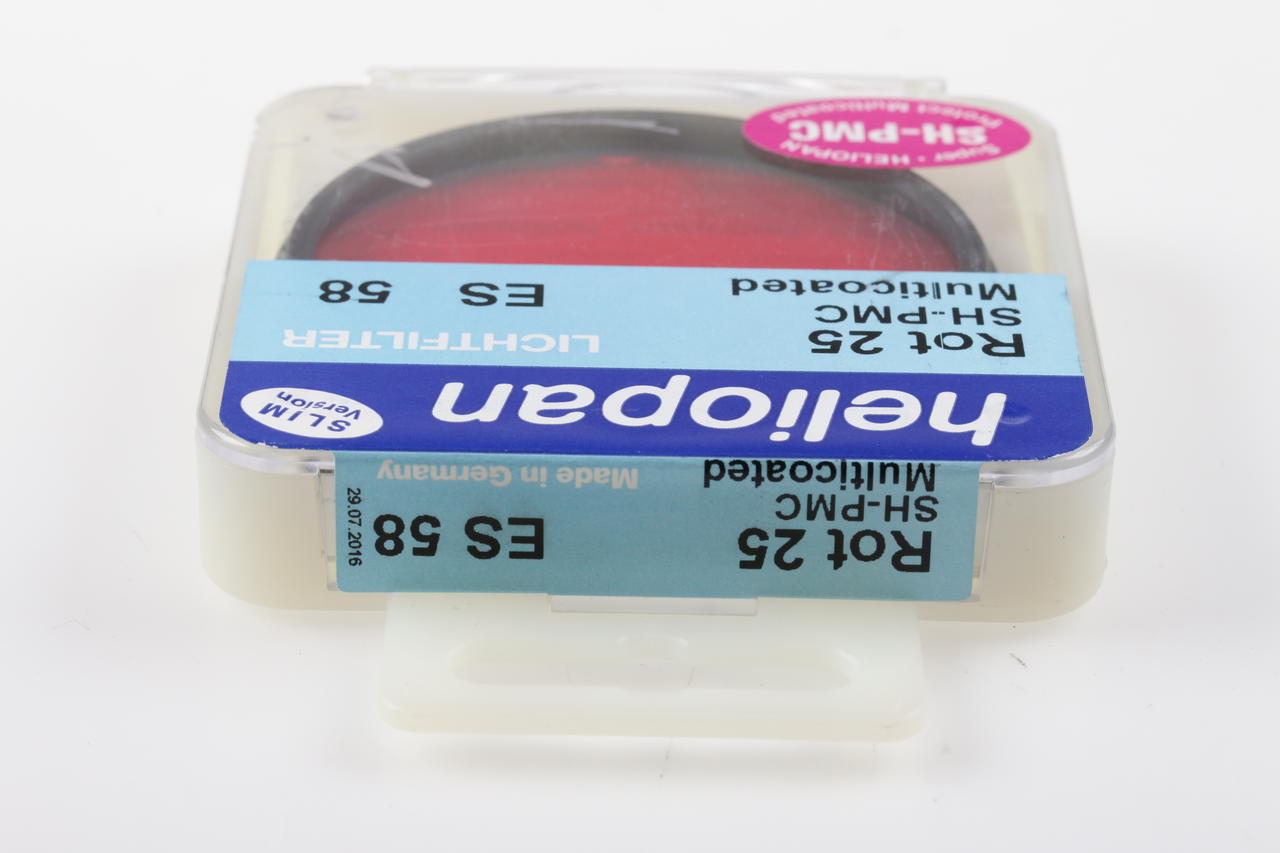 Super • HELIOPAN
SH-PMC
Protect Multicoated
heliopan
SLIM
Version
LIGHTFILTER
Rot 25
SH-PMC
Multicoated
ES 58
Rot 25
SH-PMC
Multicoated
ES 58
Made in Germany
29.07.2016